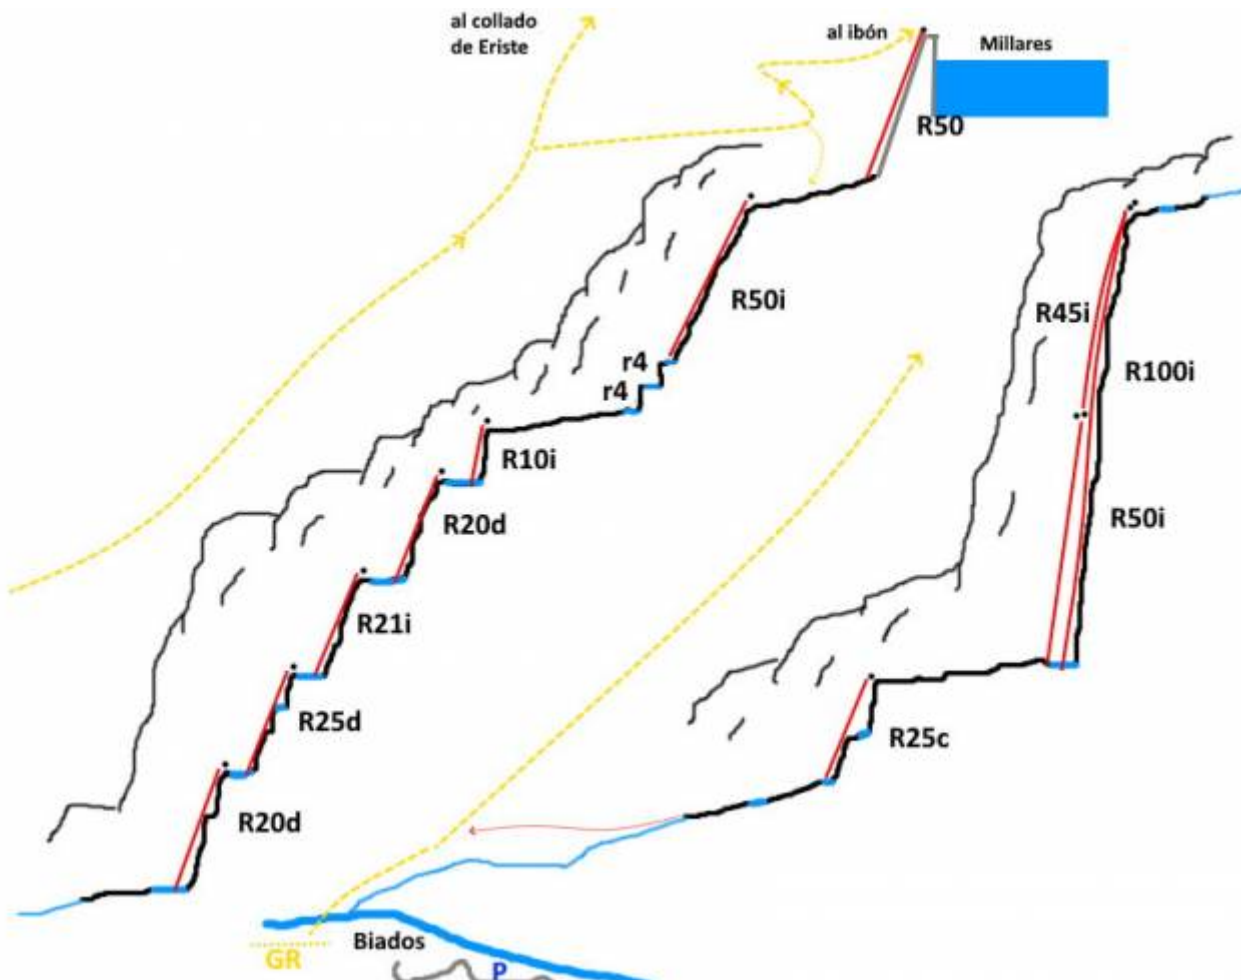 al collado
de Eriste
al ibón
Millares
R50
R50i
r4
r4
R10i
R20d
R21i
R25d
R20d
R45i
R100i
R50i
R25c
Biados
GR
P